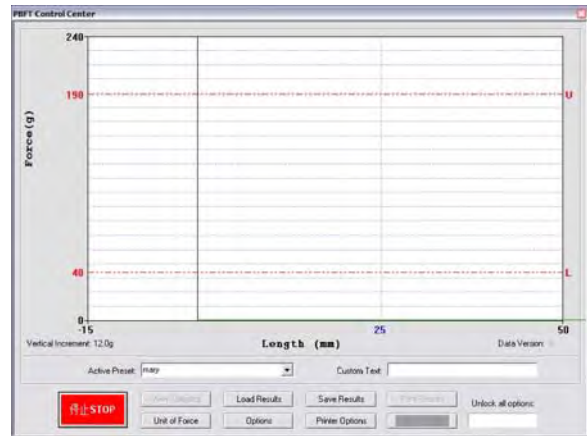 PBFT Control Center
240
190
U
Force(g)
40
L
0
-15
25
50
Vertical Increment: 12.0g
Length (mm)
Data Version:
Active Preset: mary
Custom Text
停止STOP
Load Results
Save Results
Unlock all options:
Unit of Force
Options
Printer Options